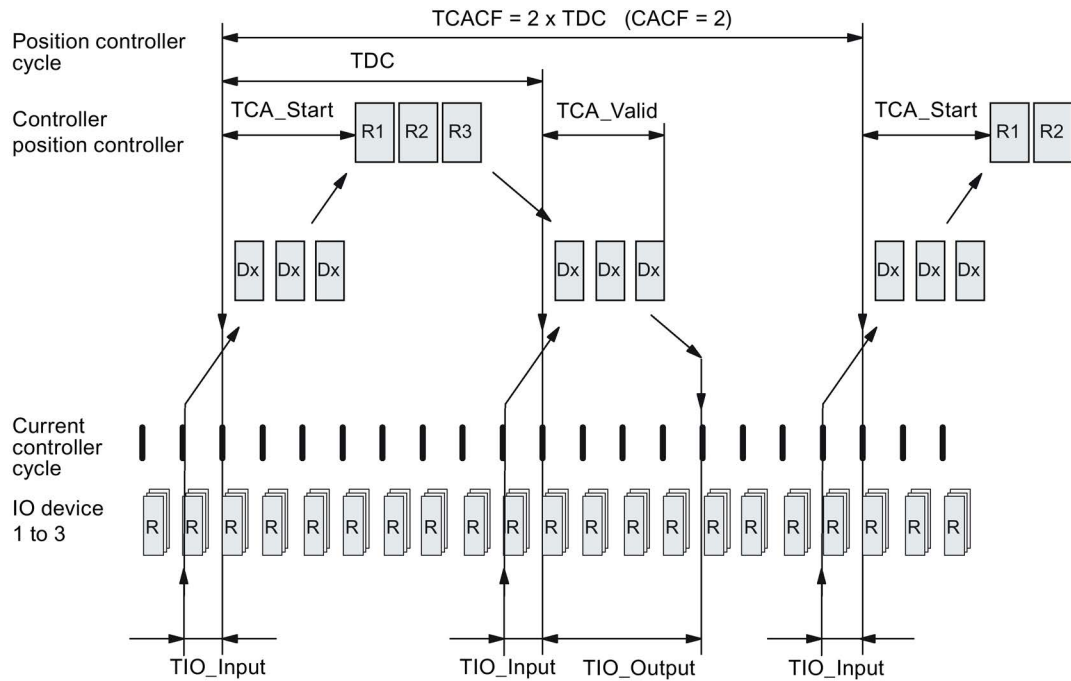 TCACF = 2 x TDC (CACF = 2)
Position controller
cycle
TDC
TCA_Start
TCA_Valid
TCA_Start
Controller
position controller
R1 R2 R3
R1 R2
Dx Dx Dx
Dx Dx Dx
Dx Dx Dx
Current
controller
cycle
IO device
1 to 3
R R R R R R R R R R R R R R R R R R R R R
TIO_Input
TIO_Input
TIO_Output
TIO_Input